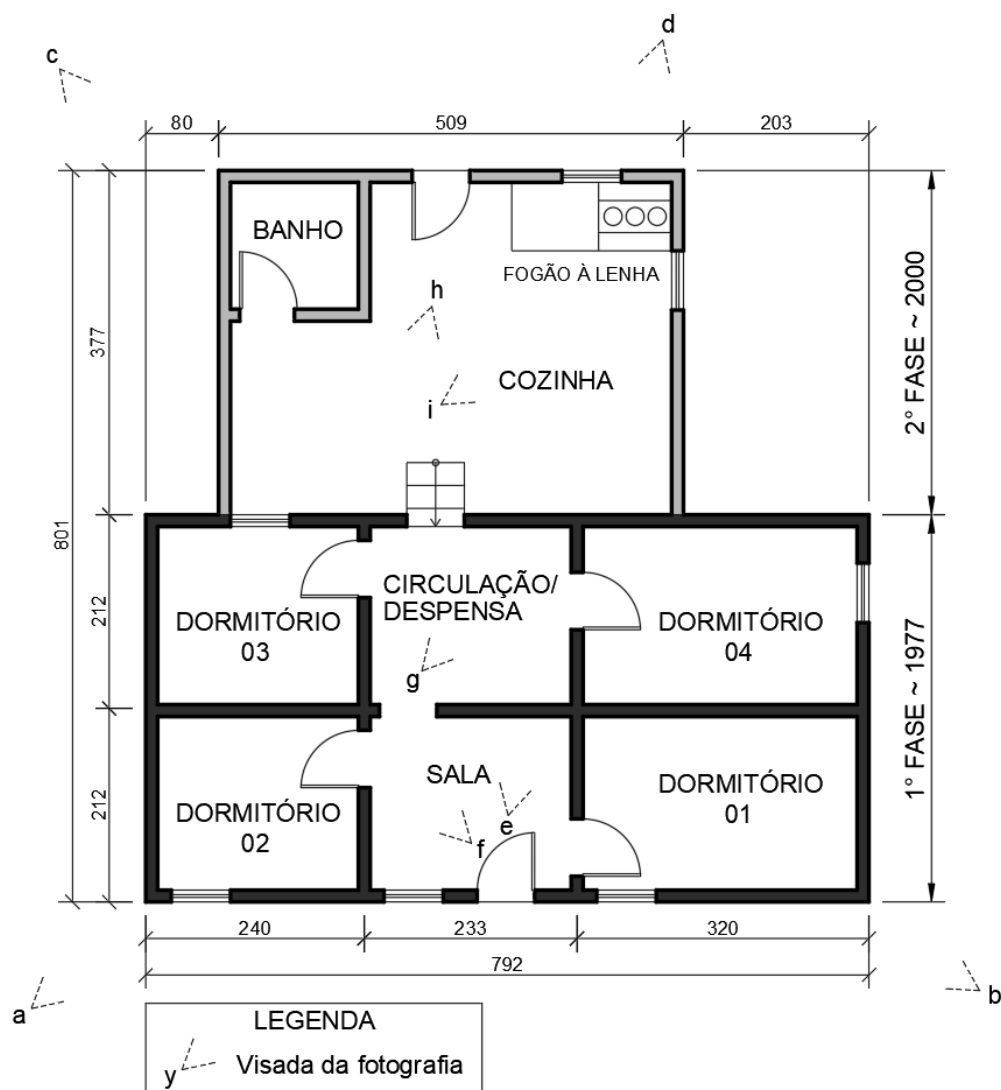 c
d
80
509
203
BANHO
FOGÃO À LENHA
h
COZINHA
i
377
2° FASE ~ 2000
801
CIRCULAÇÃO/
DESPENSA
DORMITÓRIO
03
DORMITÓRIO
04
g
212
1° FASE ~ 1977
SALA
DORMITÓRIO
02
DORMITÓRIO
01
e
f
212
240
233
320
792
a
b
LEGENDA
y Visada da fotografia